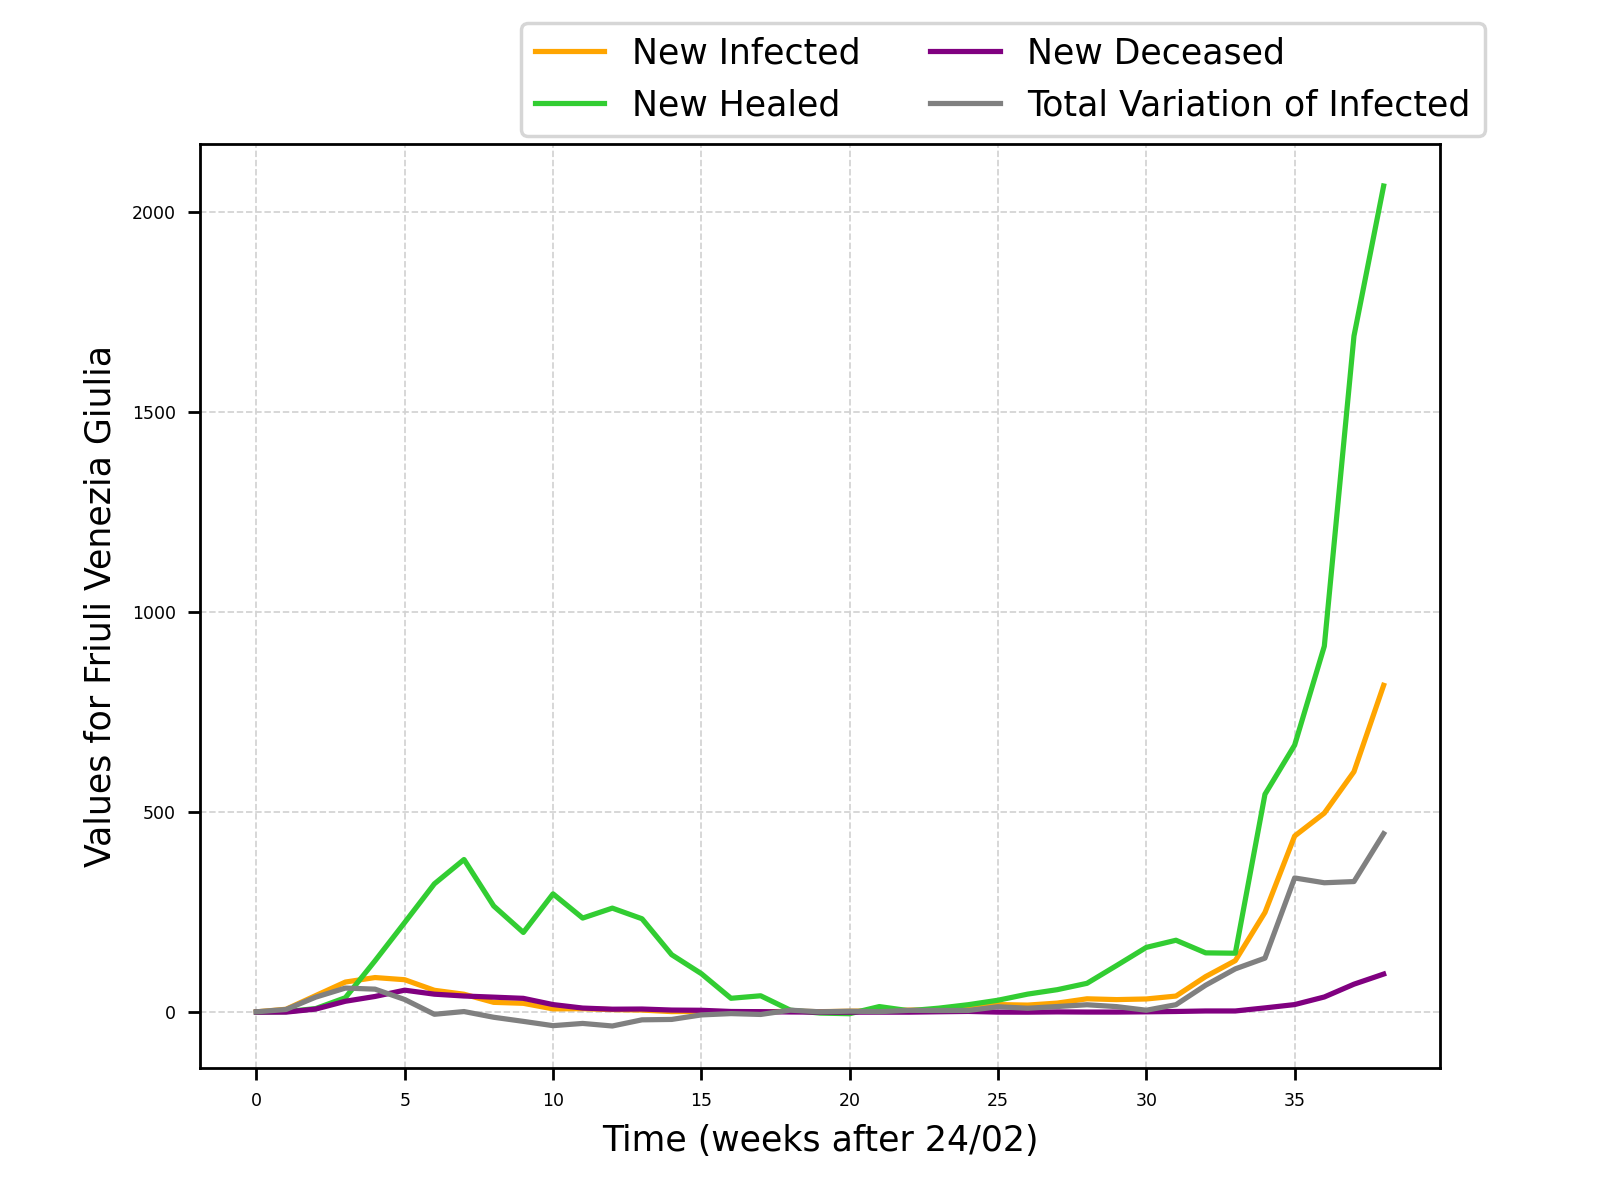 New Infected
New Healed
New Deceased
Total Variation of Infected
Values for Friuli Venezia Giulia
2000
1500
1000
500
0
0 5 10 15 20 25 30 35
Time (weeks after 24/02)